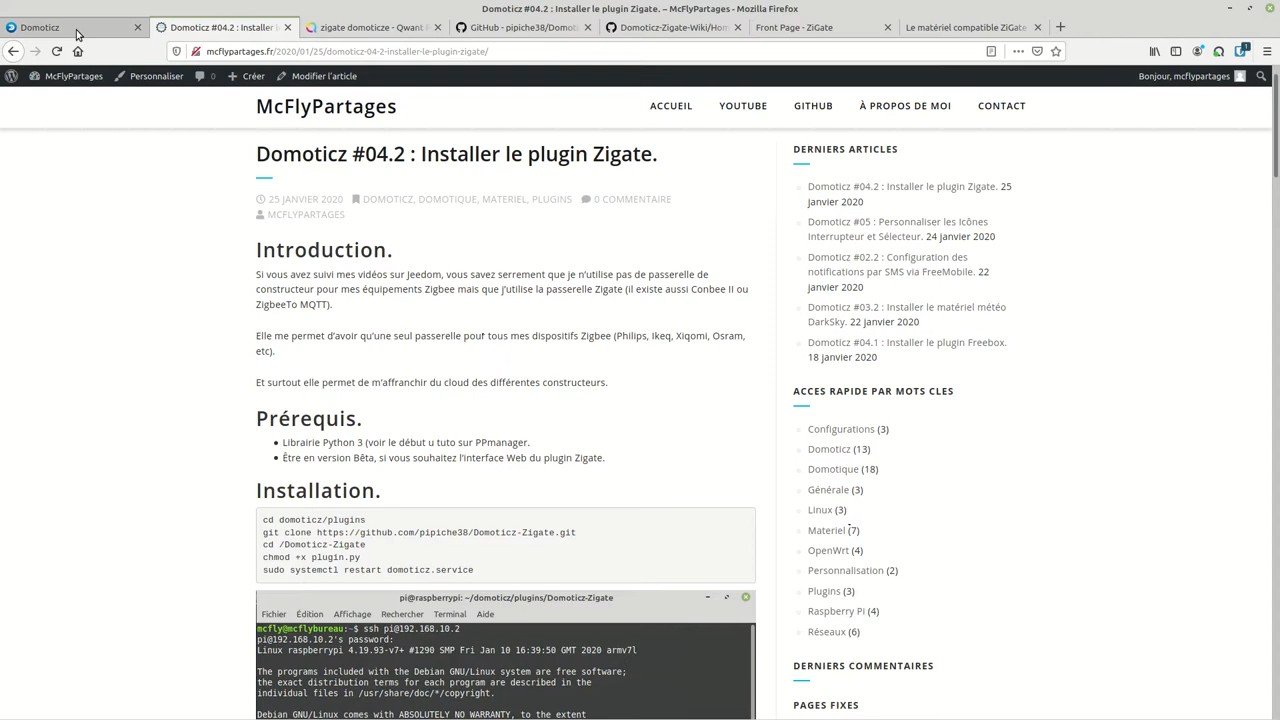 Domoticz #04.2 : Installer le plugin Zigate. – McFlyPartages - Mozilla Firefox
Domoticz
Domoticz #04.2 : Installer l
zigate domoticze - Qwant R
GitHub - pipiche38/Domoti
Domoticz-Zigate-Wiki/Hom
Front Page - ZiGate
Le matériel compatible ZiGate
mcflypartages.fr/2020/01/25/domoticz-04-2-installer-le-plugin-zigate/
McFlyPartages
Personnaliser
0
Créer
Modifier l'article
Bonjour, mcflypartages
McFlyPartages
ACCUEIL YOUTUBE GITHUB À PROPOS DE MOI CONTACT
Domoticz #04.2 : Installer le plugin Zigate.
25 JANVIER 2020 DOMOTICZ, DOMOTIQUE, MATERIEL, PLUGINS 0 COMMENTAIRE
MCFLYPARTAGES
Introduction.
Si vous avez suivi mes vidéos sur Jeedom, vous savez serrement que je n'utilise pas de passerelle de
constructeur pour mes équipements Zigbee mais que j'utilise la passerelle Zigate (il existe aussi Conbee II ou
ZigbeeTo MQTT).
Elle me permet d'avoir qu'une seul passerelle pour tous mes dispositifs Zigbee (Philips, Ikeq, Xiqomi, Osram,
etc).
Et surtout elle permet de m'affranchir du cloud des différentes constructeurs.
Prérequis.
Librairie Python 3 (voir le début u tuto sur PPmanager.
Être en version Bêta, si vous souhaitez l'interface Web du plugin Zigate.
Installation.
cd domoticz/plugins
git clone https://github.com/pipiche38/Domoticz-Zigate.git
cd /Domoticz-Zigate
chmod +x plugin.py
sudo systemctl restart domoticz.service
pi@raspberrypi: ~/domoticz/plugins/Domoticz-Zigate
Fichier Édition Affichage Rechercher Terminal Aide
mcfly@mcflybureau:~$ ssh pi@192.168.10.2
pi@192.168.10.2's password:
Linux raspberrypi 4.19.93-v7+ #1290 SMP Fri Jan 10 16:39:50 GMT 2020 armv7l
The programs included with the Debian GNU/Linux system are free software;
the exact distribution terms for each program are described in the
individual files in /usr/share/doc/*/copyright.
Debian GNU/Linux comes with ABSOLUTELY NO WARRANTY, to the extent
DERNIERS ARTICLES
Domoticz #04.2 : Installer le plugin Zigate. 25
janvier 2020
Domoticz #05 : Personnaliser les Icônes
Interrupteur et Sélecteur. 24 janvier 2020
Domoticz #02.2 : Configuration des
notifications par SMS via FreeMobile. 22
janvier 2020
Domoticz #03.2 : Installer le matériel météo
DarkSky. 22 janvier 2020
Domoticz #04.1 : Installer le plugin Freebox.
18 janvier 2020
ACCES RAPIDE PAR MOTS CLES
Configurations (3)
Domoticz (13)
Domotique (18)
Générale (3)
Linux (3)
Materiel (7)
OpenWrt (4)
Personnalisation (2)
Plugins (3)
Raspberry Pi (4)
Réseaux (6)
DERNIERS COMMENTAIRES
PAGES FIXES